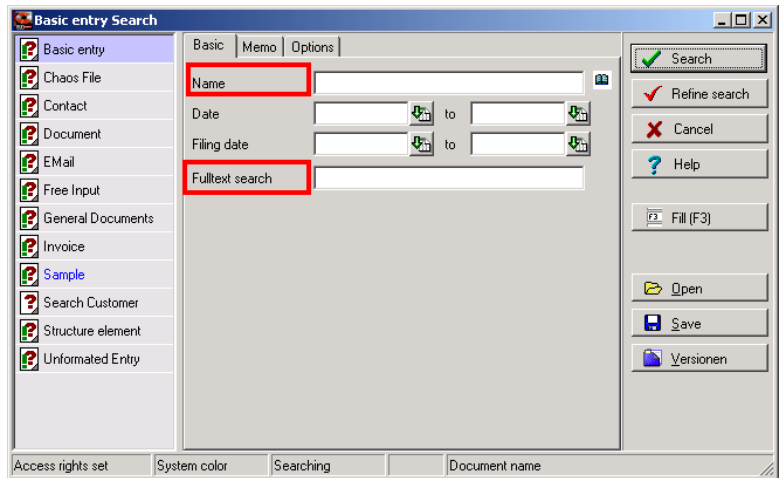 Basic entry Search
Basic entry
Chaos File
Contact
Document
EMail
Free Input
General Documents
Invoice
Sample
Search Customer
Structure element
Unformated Entry
Basic Memo Options
Name
Date to
Filing date to
Fulltext search
Search
Refine search
Cancel
Help
F3 Fill (F3)
Open
Save
Versionen
Access rights set System color Searching Document name